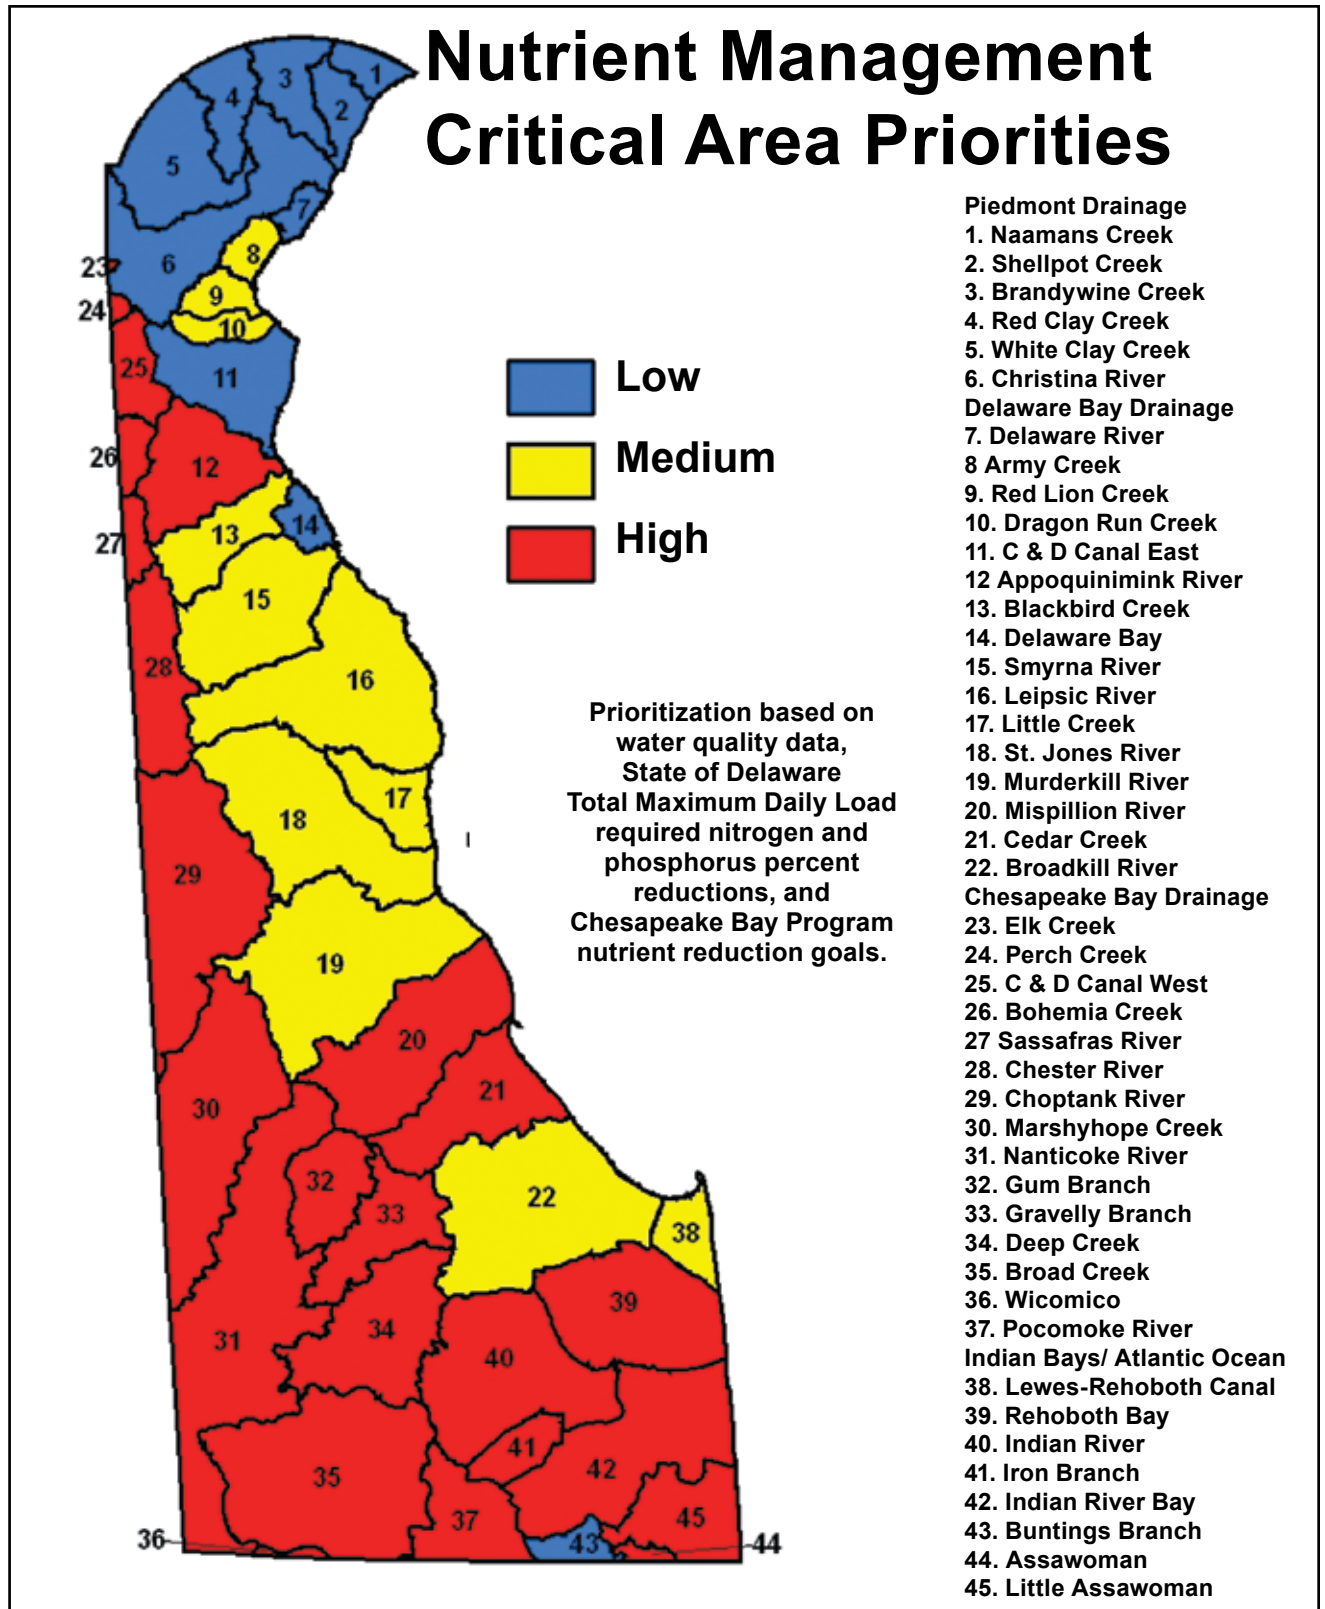 Nutrient Management
Critical Area Priorities
1
2
3
4
5
6
7
8
9
10
11
12
13
14
15
16
17
18
19
20
21
22
23
24
25
26
27
28
29
30
31
32
33
34
35
36
37
38
39
40
41
42
43
44
45
Low
Medium
High
Prioritization based on
water quality data,
State of Delaware
Total Maximum Daily Load
required nitrogen and
phosphorus percent
reductions, and
Chesapeake Bay Program
nutrient reduction goals.
Piedmont Drainage
1. Naamans Creek
2. Shellpot Creek
3. Brandywine Creek
4. Red Clay Creek
5. White Clay Creek
6. Christina River
Delaware Bay Drainage
7. Delaware River
8 Army Creek
9. Red Lion Creek
10. Dragon Run Creek
11. C & D Canal East
12 Appoquinimink River
13. Blackbird Creek
14. Delaware Bay
15. Smyrna River
16. Leipsic River
17. Little Creek
18. St. Jones River
19. Murderkill River
20. Mispillion River
21. Cedar Creek
22. Broadkill River
Chesapeake Bay Drainage
23. Elk Creek
24. Perch Creek
25. C & D Canal West
26. Bohemia Creek
27 Sassafras River
28. Chester River
29. Choptank River
30. Marshyhope Creek
31. Nanticoke River
32. Gum Branch
33. Gravelly Branch
34. Deep Creek
35. Broad Creek
36. Wicomico
37. Pocomoke River
Indian Bays/ Atlantic Ocean
38. Lewes-Rehoboth Canal
39. Rehoboth Bay
40. Indian River
41. Iron Branch
42. Indian River Bay
43. Buntings Branch
44. Assawoman
45. Little Assawoman